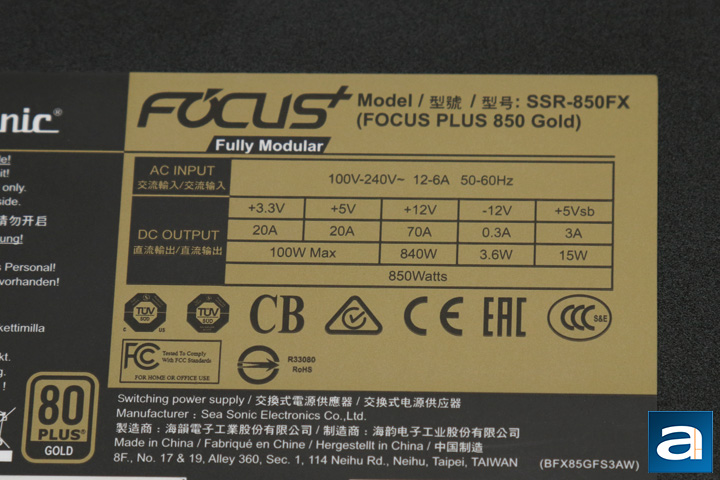 nic®
FOCUS+
Fully Modular
Model / 型號 / 型号: SSR-850FX
(FOCUS PLUS 850 Gold)
AC INPUT
交流輸入/交流输入
100V-240V~ 12-6A 50-60Hz
DC OUTPUT
直流輸出/直流输出
+3.3V +5V +12V -12V +5Vsb
20A 20A 70A 0.3A 3A
100W Max 840W 3.6W 15W
850Watts
de!
it!
only.
side.
请勿开启
ung!
Personal!
vorhanden!
kettimilla
kt.
g.
!
TUV
SUD
C US
TUV
SUD
CB
CE
EAC
CCC
S&E
FC
Tested To Comply
With FCC Standards
FOR HOME OR OFFICE USE
R33080
RoHS
80
PLUS®
GOLD
Switching power supply / 交換式電源供應器 / 交换式电源供应器
Manufacturer : Sea Sonic Electronics Co.,Ltd.
製造商 : 海韻電子工業股份有限公司 / 制造商 : 海韵电子工业股份有限公司
Made in China / Fabriqué en Chine / Hergestellt in China / 中国制造
8F., No. 17 & 19, Alley 360, Sec. 1, 114 Neihu Rd., Neihu, Taipei, TAIWAN (BFX85GFS3AW)
a